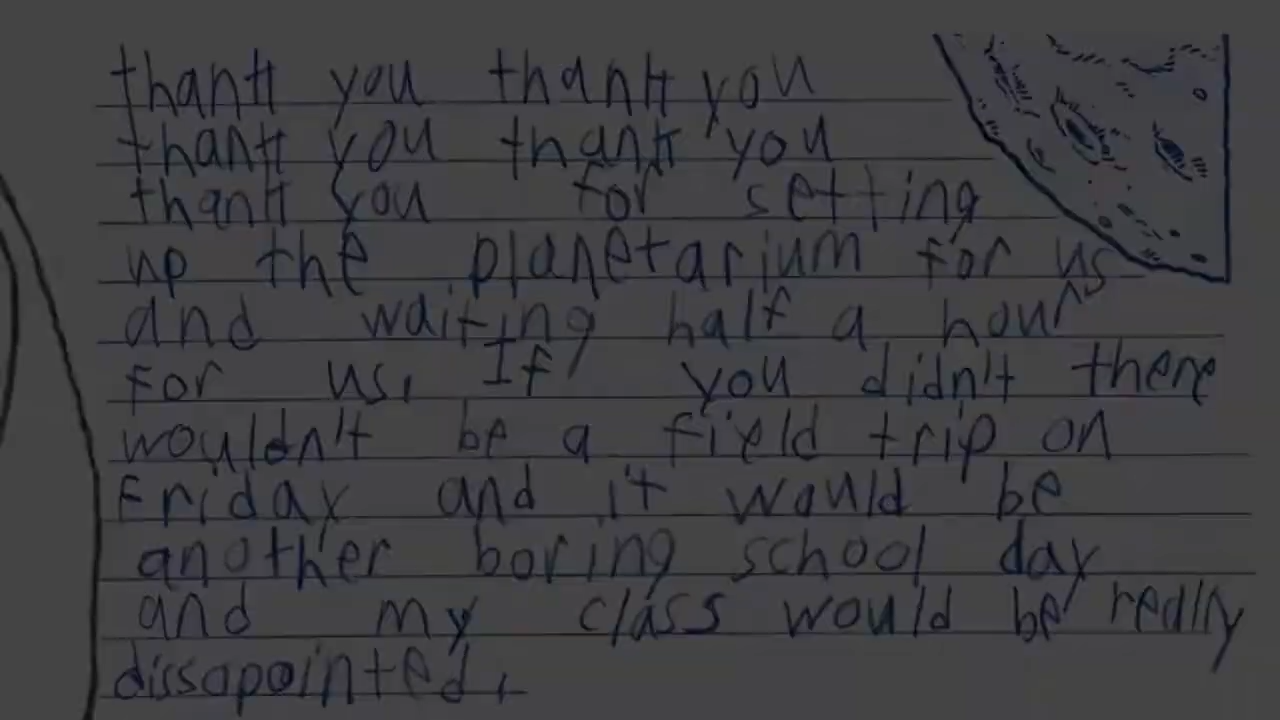 thank you thank you
thank you thank you
thank you for setting
up the planetarium for us
and waiting half a hour
for us. If you didn't there
wouldn't be a field trip on
Friday and it would be
another boring school day
and my class would be really
dissapointed.